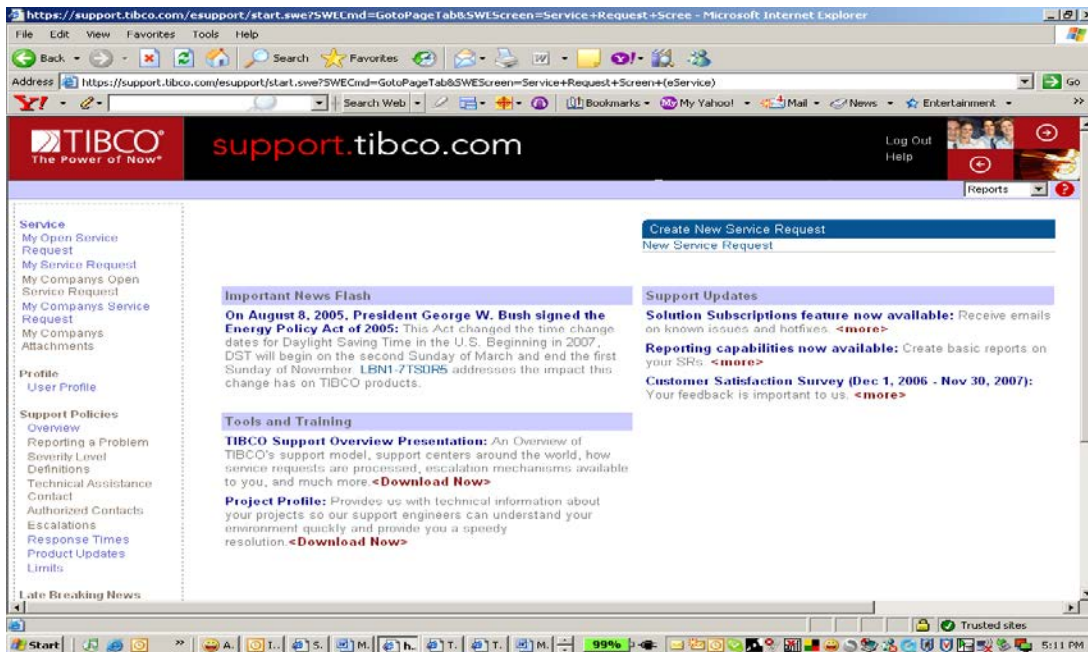 https://support.tibco.com/esupport/start.swe?SWECmd=GotoPageTab&SWEScreen=Service+Request+Scree - Microsoft Internet Explorer
File Edit View Favorites Tools Help
Back Search Favorites
Address https://support.tibco.com/esupport/start.swe?SWECmd=GotoPageTab&SWEScreen=Service+Request+Screen+(eService) Go
Y! Search Web Bookmarks My Yahoo! Mail News Entertainment
TIBCO®
The Power of Now®
support.tibco.com
Log Out
Help
Reports
Service
My Open Service
Request
My Service Request
My Companys Open
Service Request
My Companys Service
Request
My Companys
Attachments
Profile
User Profile
Support Policies
Overview
Reporting a Problem
Severity Level
Definitions
Technical Assistance
Contact
Authorized Contacts
Escalations
Response Times
Product Updates
Limits
Late Breaking News
Create New Service Request
New Service Request
Important News Flash
On August 8, 2005, President George W. Bush signed the
Energy Policy Act of 2005: This Act changed the time change
dates for Daylight Saving Time in the U.S. Beginning in 2007,
DST will begin on the second Sunday of March and end the first
Sunday of November. LBN1-7TSOR5 addresses the impact this
change has on TIBCO products.
Tools and Training
TIBCO Support Overview Presentation: An Overview of
TIBCO's support model, support centers around the world, how
service requests are processed, escalation mechanisms available
to you, and much more.<Download Now>
Project Profile: Provides us with technical information about
your projects so our support engineers can understand your
environment quickly and provide you a speedy
resolution.<Download Now>
Support Updates
Solution Subscriptions feature now available: Receive emails
on known issues and hotfixes. <more>
Reporting capabilities now available: Create basic reports on
your SRs. <more>
Customer Satisfaction Survey (Dec 1, 2006 - Nov 30, 2007):
Your feedback is important to us. <more>
Trusted sites
Start A. I.. S. M. h. T. T. M. 99% 5:11 PM